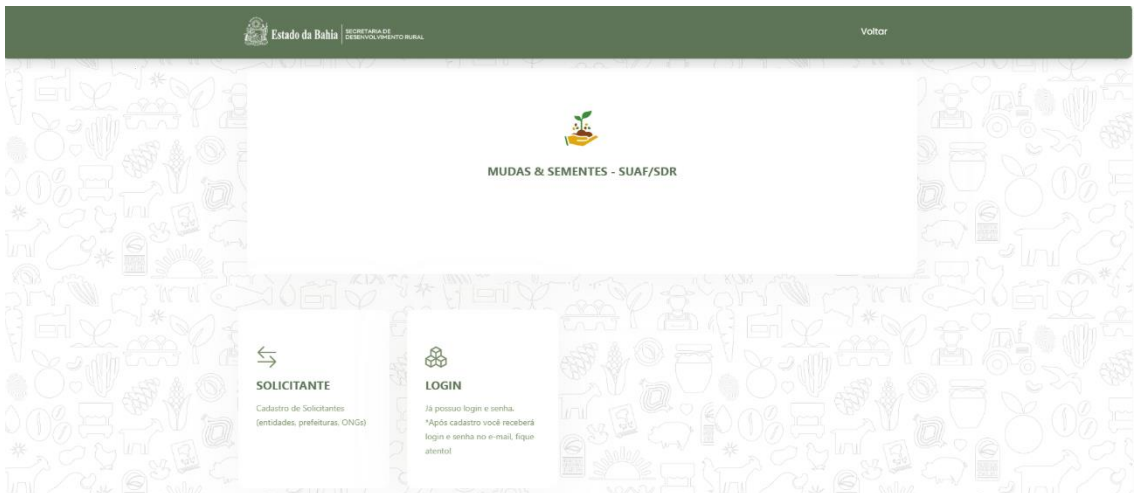 Estado da Bahia
SECRETARIA DE
DESENVOLVIMENTO RURAL
Voltar
MUDAS & SEMENTES - SUAF/SDR
SOLICITANTE
Cadastro de Solicitantes
(entidades, prefeituras, ONGs)
LOGIN
Já possuo login e senha.
*Após cadastro você receberá
login e senha no e-mail, fique
atento!